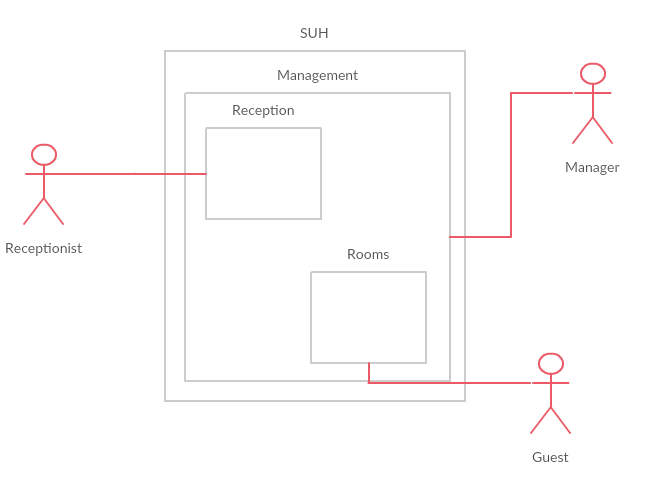 SUH
Management
Reception
Manager
Receptionist
Rooms
Guest